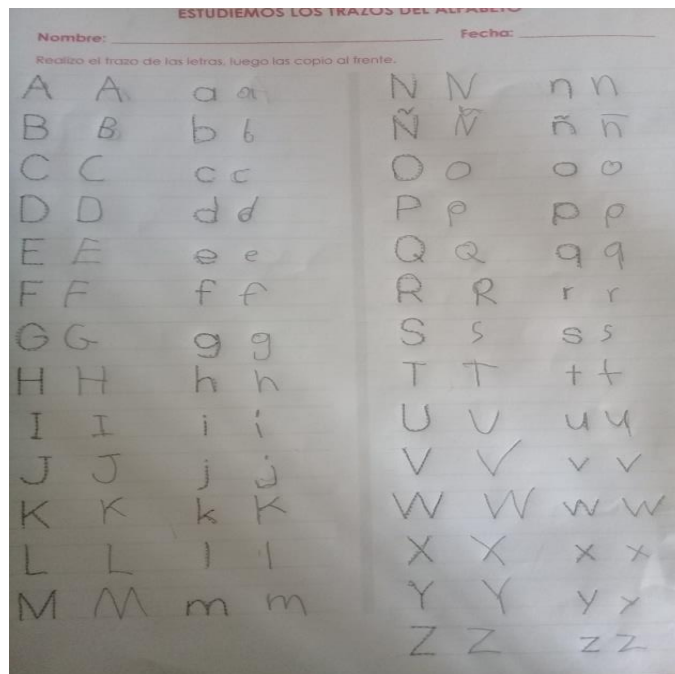 ESTUDIEMOS LOS TRAZOS DEL ALFABETO
Nombre: Fecha:
Realizo el trazo de las letras, luego las copio al frente.
A A a a N N n n
B B b b Ñ Ñ ñ ñ
C C c c O O o o
D D d d P P p p
E E e e Q Q q q
F F f f R R r r
G G g g S S s s
H H h h T T t t
I I i i U U u u
J J j j V V v v
K K k K W W w w
L L l l X X x x
M M m m Y Y y y
Z Z z z